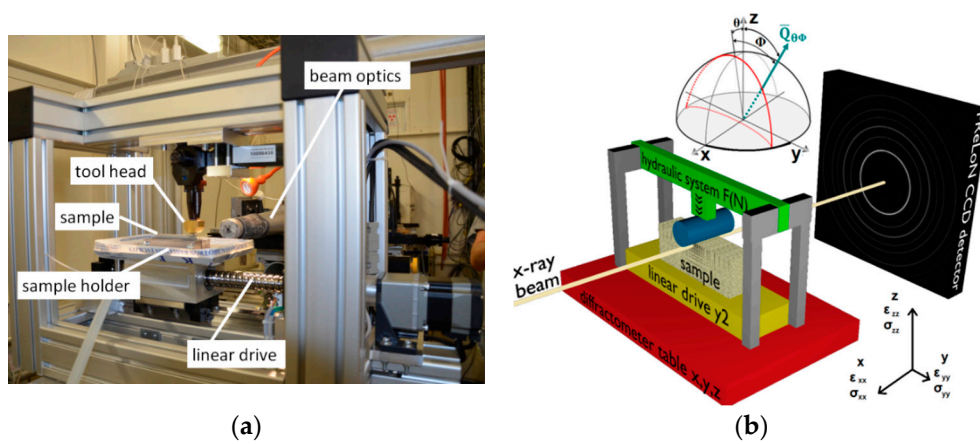 beam optics
tool head
sample
sample holder
linear drive
(a)
θ
z
Q̅θΦ
Φ
x
y
hydraulic system F(N)
FReLoN CCD detector
x-ray
beam
sample
linear drive y2
diffractometer table x,y,z
z
εzz
σzz
x
εxx
σxx
y
εyy
σyy
(b)